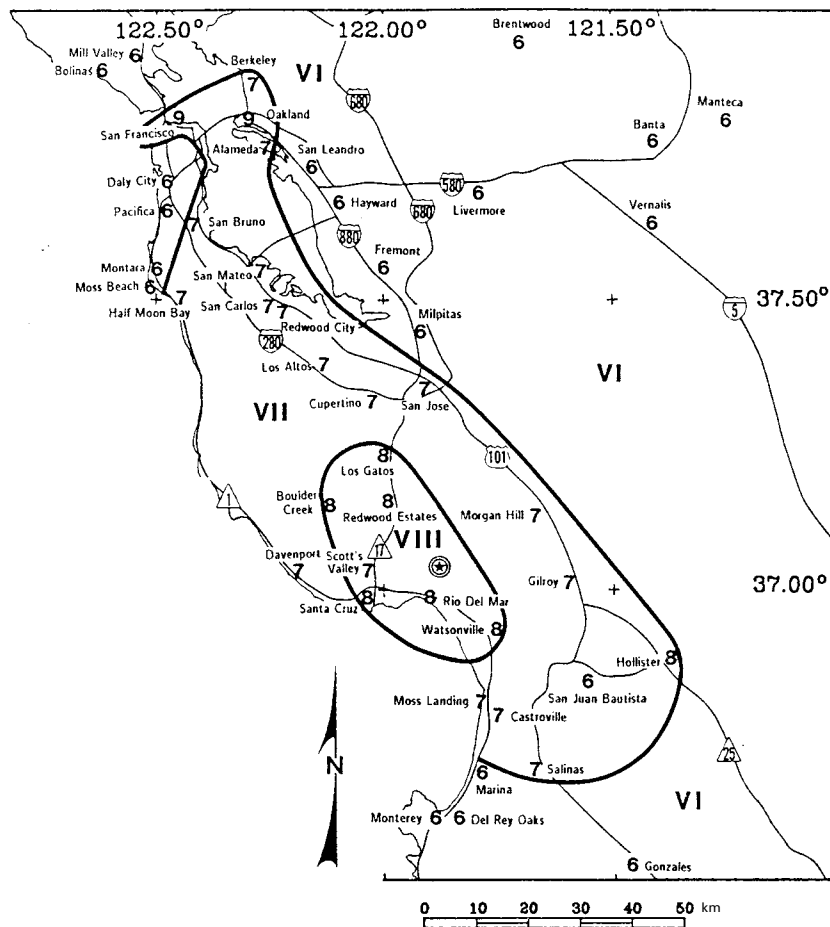 122.50° 122.00° 121.50°
Brentwood
6
Mill Valley
6
Bolinas 6
Berkeley
7
VI
680
Manteca
6
Banta
6
9
9 Oakland
San Francisco
Alameda 7
San Leandro
6
Daly City 6
580
6
Livermore
6 Hayward
Pacifica 6
680
Vernalis
6
7 San Bruno
880
Fremont
6
Montara 6
San Mateo 7
Moss Beach 6
7
Half Moon Bay
San Carlos 7 7
Redwood City
37.50°
5
Milpitas
6
280
Los Altos 7
VI
Cupertino 7
7
San Jose
VII
8
Los Gatos
101
Boulder
Creek 8
8
Redwood Estates
1
Morgan Hill 7
VIII
17
Davenport
7
Scott's
Valley 7
Gilroy 7
37.00°
Santa Cruz 8
8 Rio Del Mar
Watsonville 8
Hollister 8
6
San Juan Bautista
Moss Landing 7
7 Castroville
25
N
7 Salinas
6
Marina
VI
Monterey 6 6 Del Rey Oaks
6 Gonzales
0 10 20 30 40 50 km